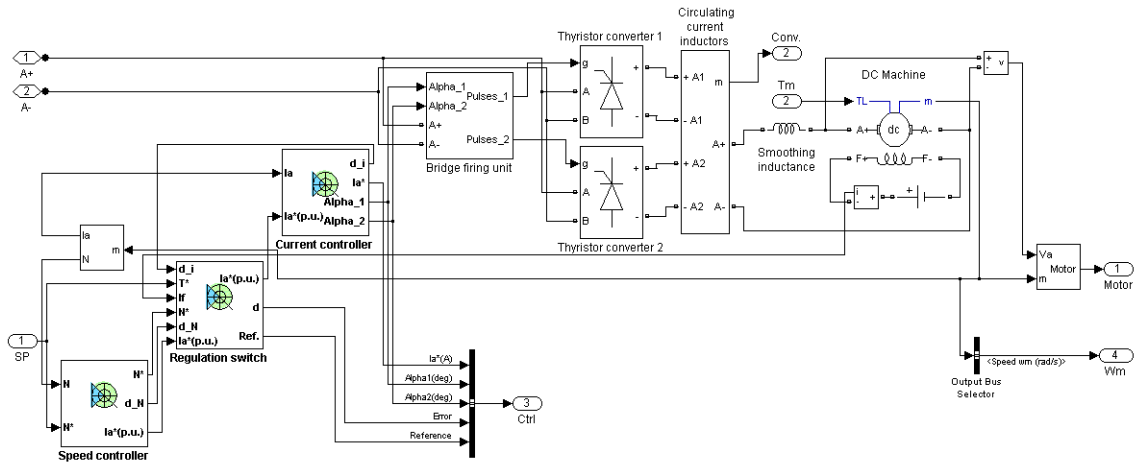 1
A+
2
A-
Alpha_1
Alpha_2
A+
A-
Pulses_1
Pulses_2
Bridge firing unit
Thyristor converter 1
g
A
B
+
-
Thyristor converter 2
g
A
B
+
-
Circulating
current
inductors
+ A1
- A1
+ A2
- A2
m
A+
A-
Conv.
2
Tm
2
Smoothing
inductance
DC Machine
TL
m
A+
dc
A-
F+
F-
i
+
-
+
+
-
v
Va
m
Motor
1
Motor
Ia
Ia*(p.u.)
d_i
Ia*
Alpha_1
Alpha_2
Current controller
Ia
N
m
d_i
T*
If
N*
d_N
Ia*(p.u.)
Ia*(p.u.)
d
Ref.
Regulation switch
1
SP
N
N*
N*
d_N
Ia*(p.u.)
Speed controller
Ia*(A)
Alpha1(deg)
Alpha2(deg)
Error
Reference
3
Ctrl
Output Bus
Selector
<Speed wm (rad/s)>
4
Wm